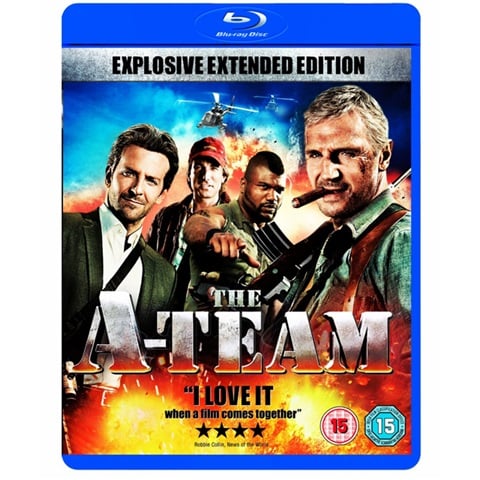 Blu-ray Disc
EXPLOSIVE EXTENDED EDITION
THE
A-TEAM
"I LOVE IT
when a film comes together"
Robbie Collin, News of the World
15
15